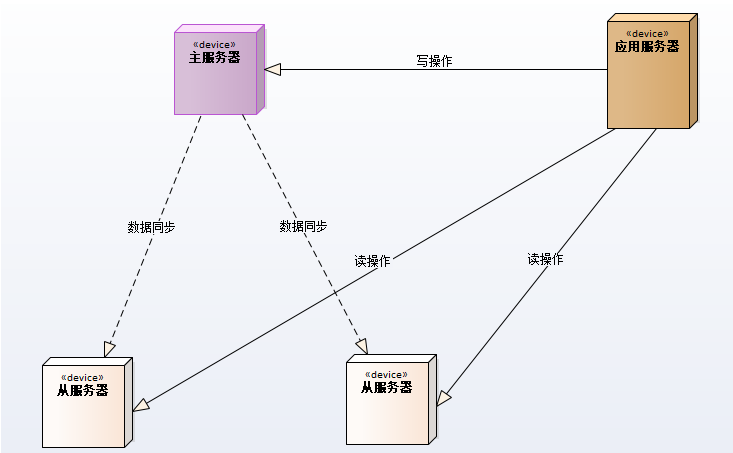 «device»
主服务器
«device»
应用服务器
写操作
数据同步
数据同步
读操作
读操作
«device»
从服务器
«device»
从服务器